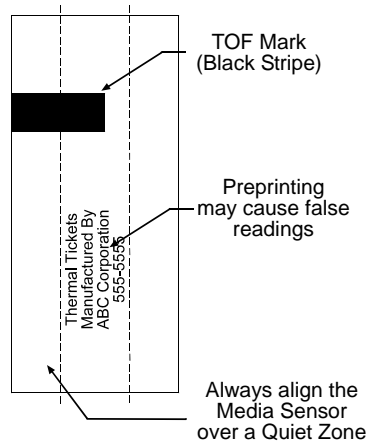 TOF Mark
(Black Stripe)
Preprinting
may cause false
readings
Thermal Tickets
Manufactured By
ABC Corporation
555-5555
Always align the
Media Sensor
over a Quiet Zone